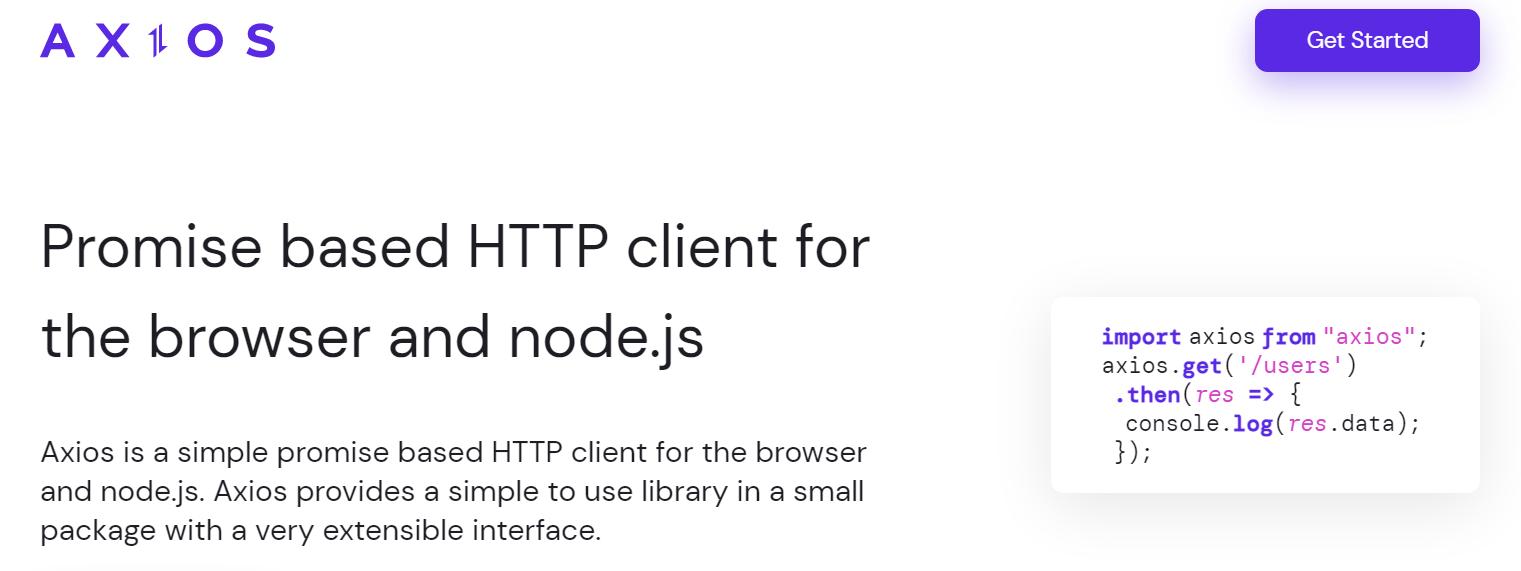 AXIOS
Get Started
Promise based HTTP client for
the browser and node.js
Axios is a simple promise based HTTP client for the browser
and node.js. Axios provides a simple to use library in a small
package with a very extensible interface.
import axios from "axios";
axios.get('/users')
.then(res => {
console.log(res.data);
});